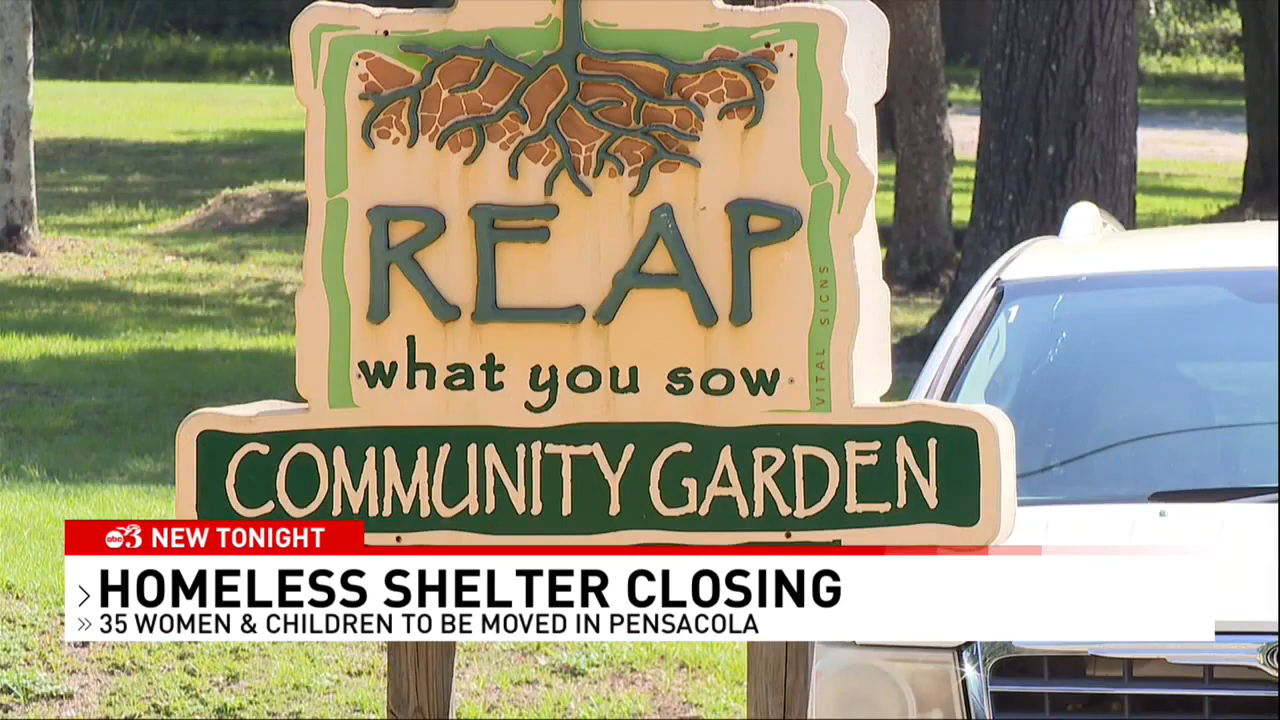 REAP
what you sow
VITAL SIGNS
COMMUNITY GARDEN
abc 3 NEW TONIGHT
HOMELESS SHELTER CLOSING
35 WOMEN & CHILDREN TO BE MOVED IN PENSACOLA